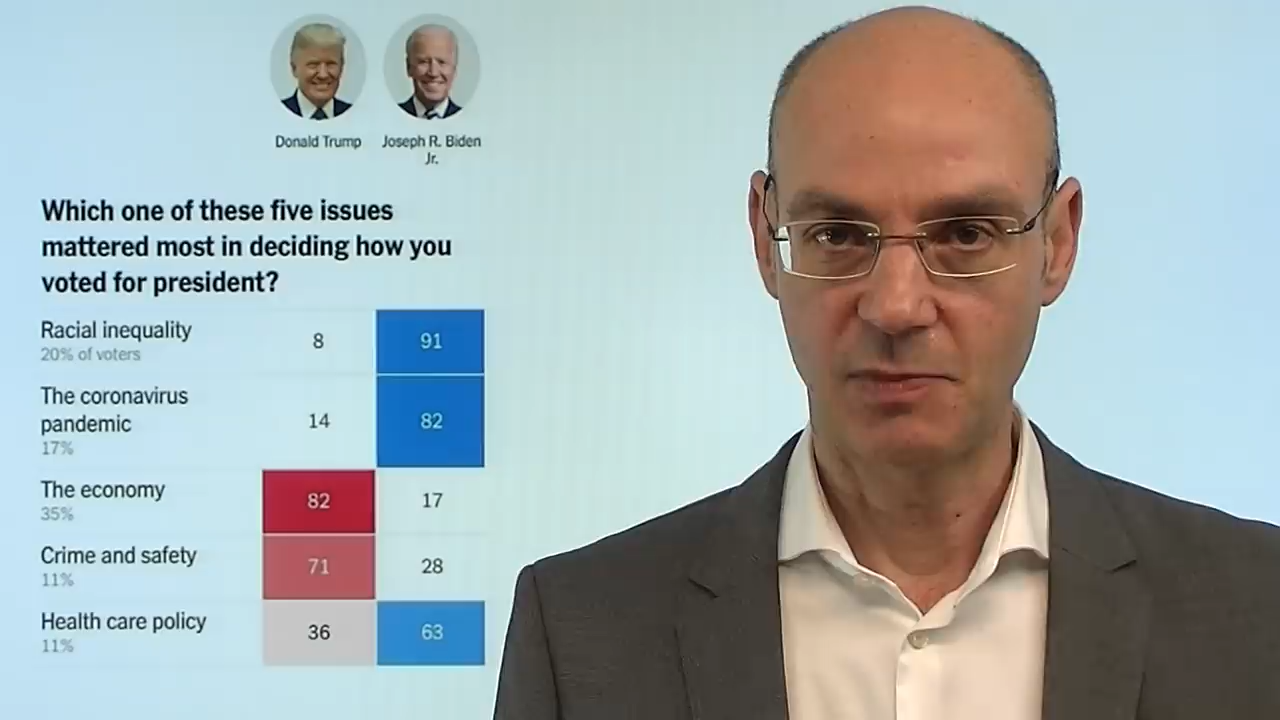 Donald Trump
Joseph R. Biden
Jr.
Which one of these five issues
mattered most in deciding how you
voted for president?
Racial inequality
20% of voters
8
91
The coronavirus
pandemic
17%
14
82
The economy
35%
82
17
Crime and safety
11%
71
28
Health care policy
11%
36
63